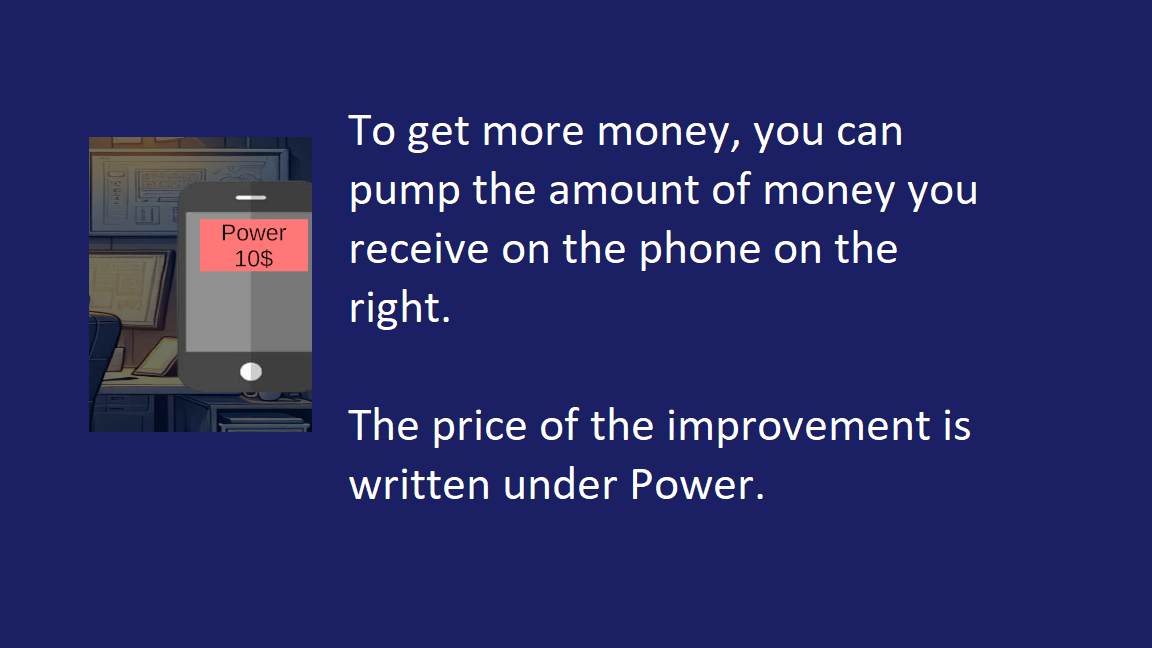 Power
10$
To get more money, you can
pump the amount of money you
receive on the phone on the
right.
The price of the improvement is
written under Power.